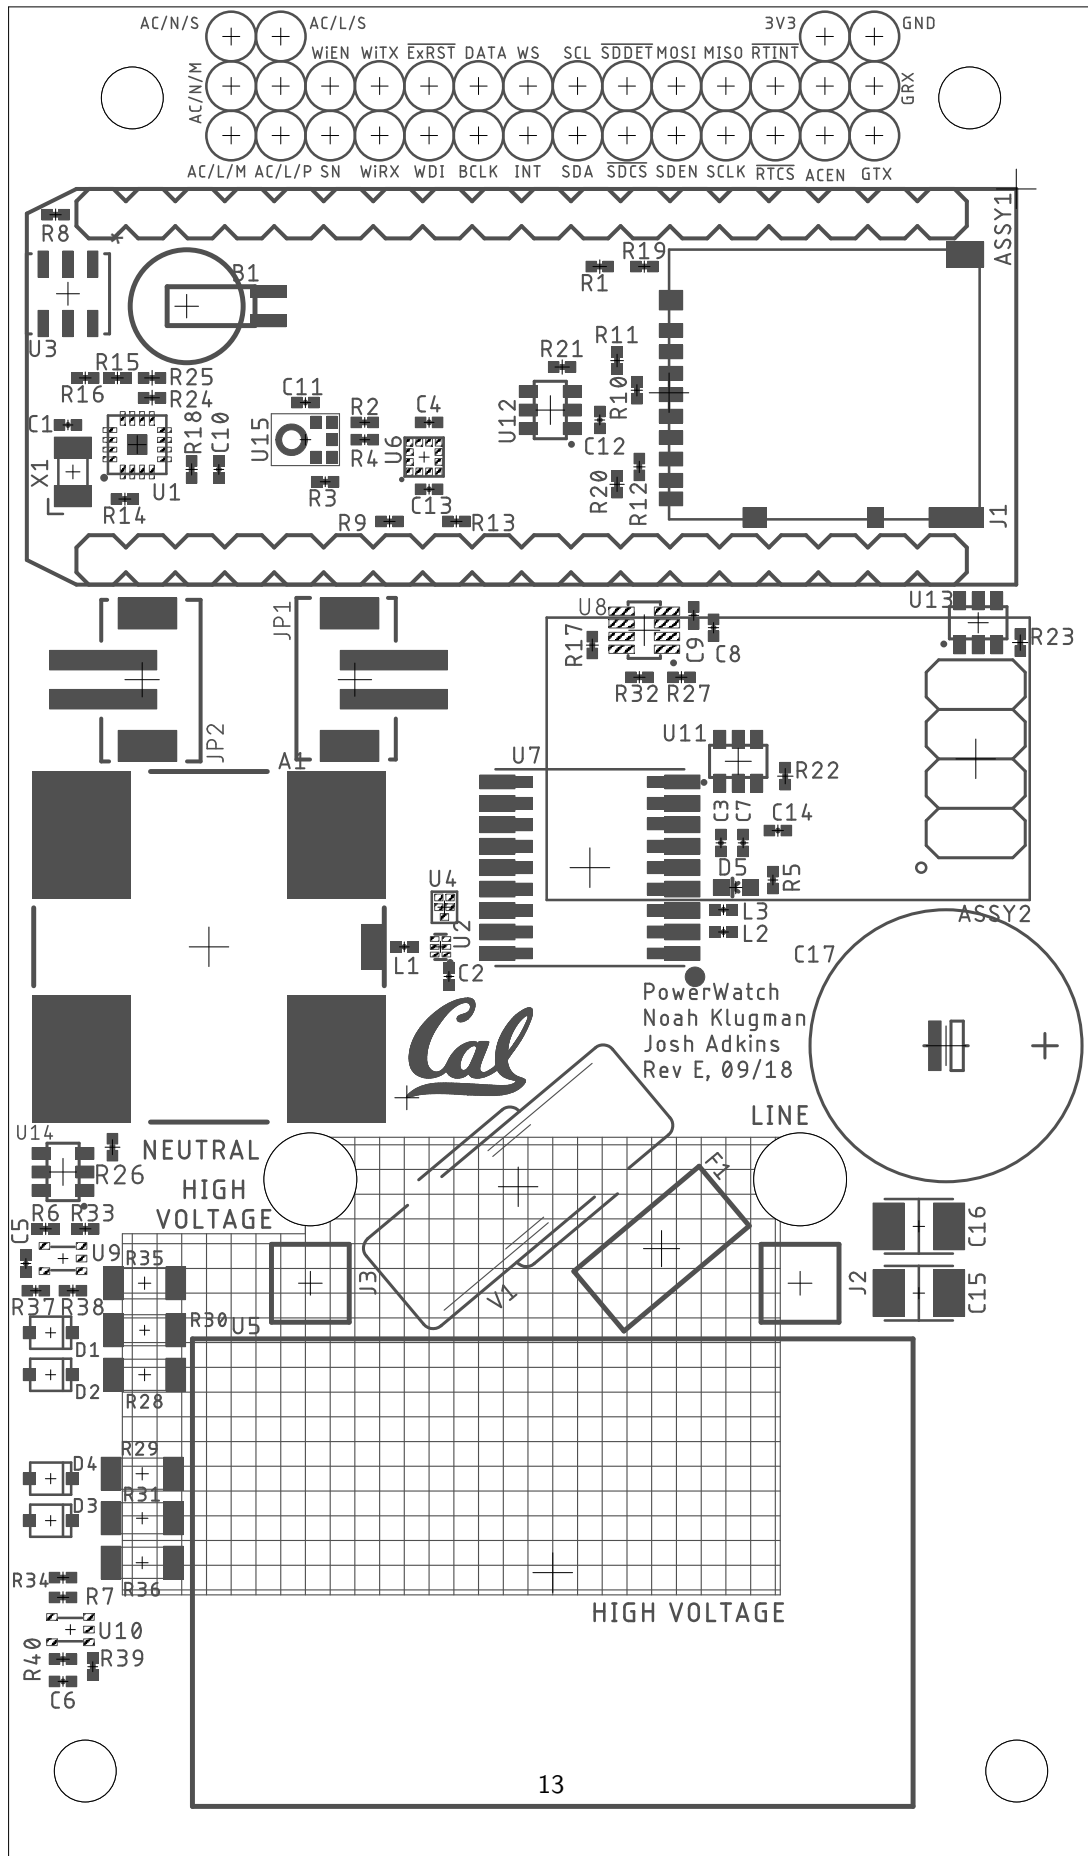 AC/N/S
AC/L/S
3V3
GND
WiEN WiTX ExRST DATA WS SCL SDDET MOSI MISO RTINT
AC/N/M
GRX
AC/L/M AC/L/P SN WiRX WDI BCLK INT SDA SDCS SDEN SCLK RTCS ACEN GTX
ASSY1
R8
*
B1
R19
R1
U3
R11
R21
R15
R25
R16
R24
R10
C11
R2
C4
U12
C1
R18
C10
U15
R4
U6
C12
X1
U1
R3
C13
R20
R12
R14
R9
R13
J1
JP1
U8
U13
R17
C9
C8
R23
R32
R27
JP2
U11
A1
U7
R22
C3
C7
C14
D5
R5
U4
L3
ASSY2
U2
L2
L1
C2
C17
PowerWatch
Noah Klugman
Josh Adkins
Rev E, 09/18
Cal
LINE
U14
NEUTRAL
R26
F1
HIGH
VOLTAGE
R6
R33
C5
C16
U9
R35
J3
J2
R37
R38
V1
C15
R30
U5
D1
D2
R28
R29
D4
R31
D3
R34
R36
R7
HIGH VOLTAGE
U10
R40
R39
C6
13